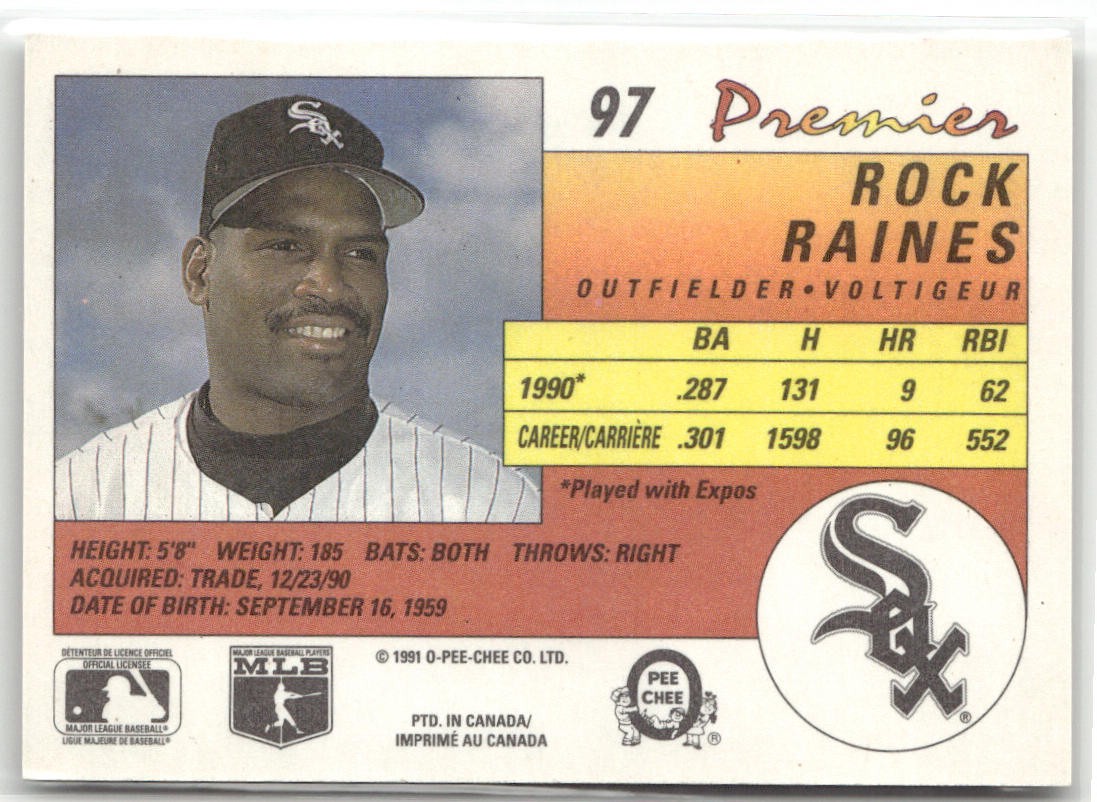 Sox
97 Premier
ROCK
RAINES
OUTFIELDER • VOLTIGEUR
BA H HR RBI
1990* .287 131 9 62
CAREER/CARRIÈRE .301 1598 96 552
*Played with Expos
HEIGHT: 5'8" WEIGHT: 185 BATS: BOTH THROWS: RIGHT
ACQUIRED: TRADE, 12/23/90
DATE OF BIRTH: SEPTEMBER 16, 1959
Sox
®
DÉTENTEUR DE LICENCE OFFICIEL
OFFICIAL LICENSEE
MAJOR LEAGUE BASEBALL®
LIGUE MAJEURE DE BASEBALL®
MAJOR LEAGUE BASEBALL PLAYERS
MLB
© 1991 O-PEE-CHEE CO. LTD.
PTD. IN CANADA/
IMPRIMÉ AU CANADA
O
PEE
CHEE
®